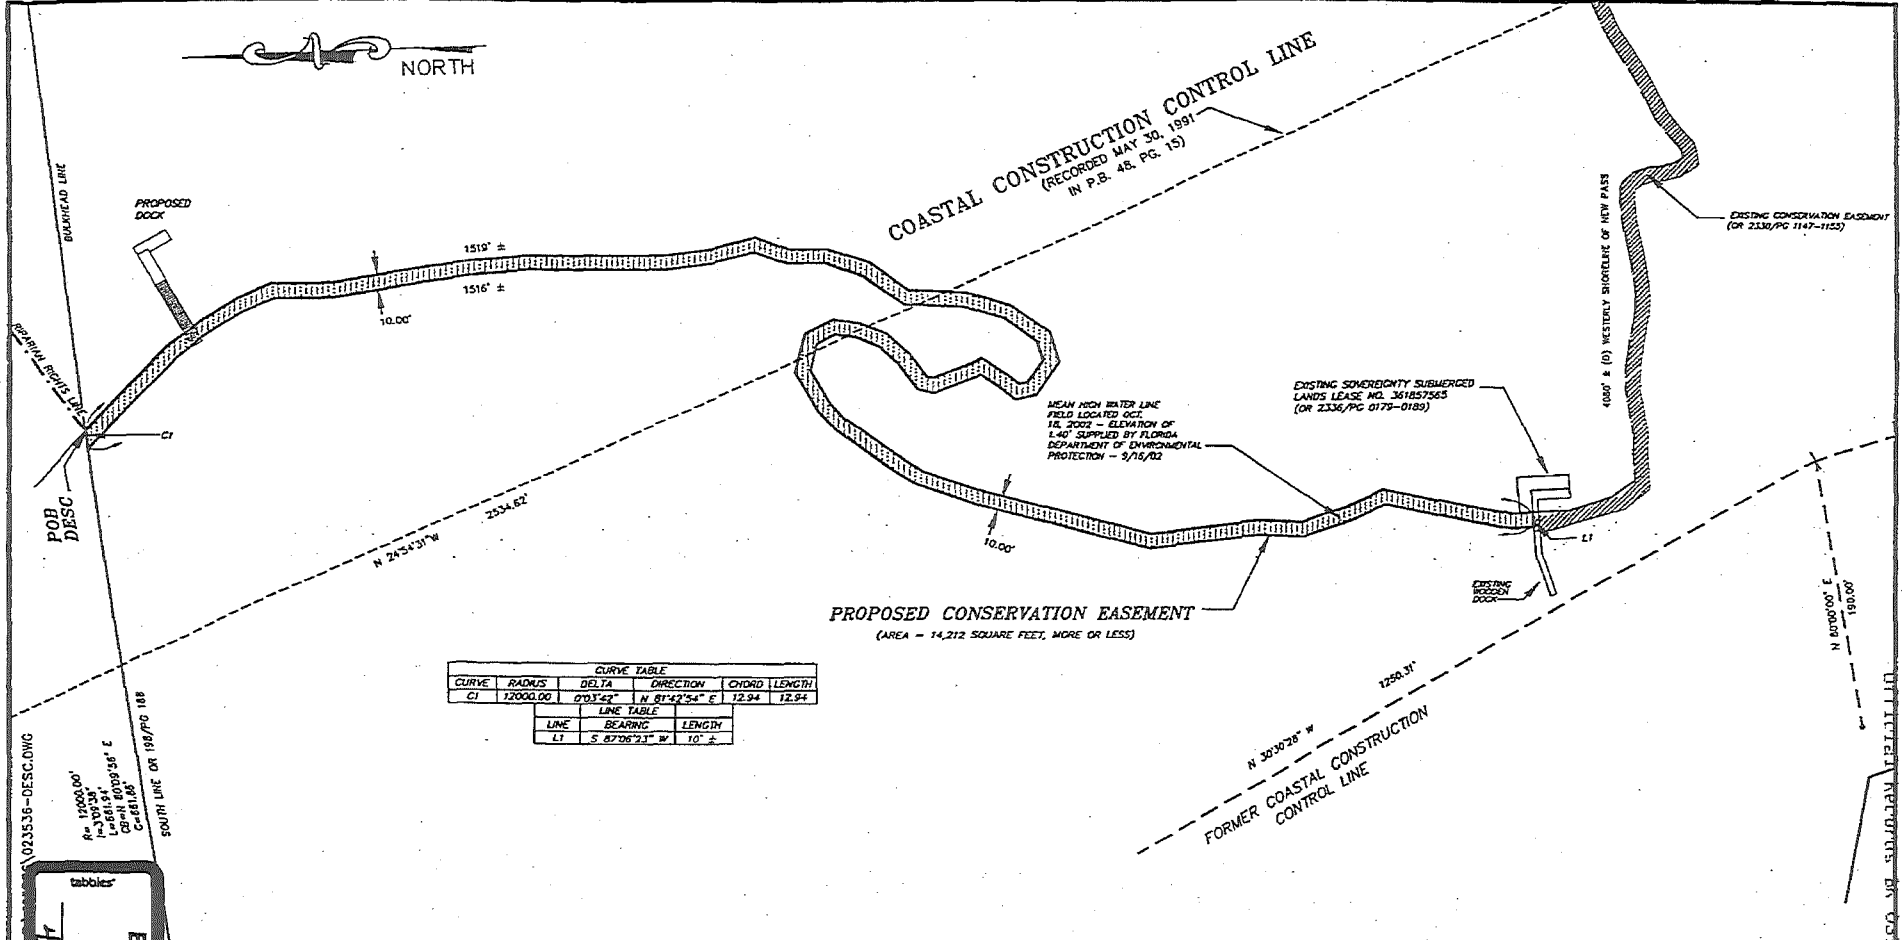 NORTH
COASTAL CONSTRUCTION CONTROL LINE
(RECORDED MAY 30, 1991
IN P.B. 48, PG. 15)
BULKHEAD LINE
PROPOSED
DOCK
1519' ±
1516' ±
10.00'
RIPARIAN RIGHTS LINE
C1
POB
DESC
N 24°54'31" W
2534.62'
MEAN HIGH WATER LINE
FIELD LOCATED OCT.
18, 2002 - ELEVATION OF
1.40' SUPPLIED BY FLORIDA
DEPARTMENT OF ENVIRONMENTAL
PROTECTION - 9/16/02
EXISTING SOVEREIGNTY SUBMERGED
LANDS LEASE NO. 361857565
(OR 2336/PG 0179-0189)
4080' ± (D) WESTERLY SHORELINE OF NEW PASS
EXISTING CONSERVATION EASEMENT
(OR 2330/PG 1147-1153)
10.00'
L1
EXISTING
WOODEN
DOCK
PROPOSED CONSERVATION EASEMENT
(AREA = 14,212 SQUARE FEET, MORE OR LESS)
N 80°00'00" E
190.00'
1250.31'
N 30°30'28" W
FORMER COASTAL CONSTRUCTION
CONTROL LINE
CURVE TABLE
CURVE RADIUS DELTA DIRECTION CHORD LENGTH
C1 12000.00 0°03'42" N 81°42'54" E 12.94 12.94
LINE TABLE
LINE BEARING LENGTH
L1 S 87°06'23" W 10' ±
R= 12000.00'
I=3°09'38"
L=661.94'
CB=N 80°09'56" E
C=661.86'
SOUTH LINE OR 198/PG 188
\023536-DESC.DWG
tabbies